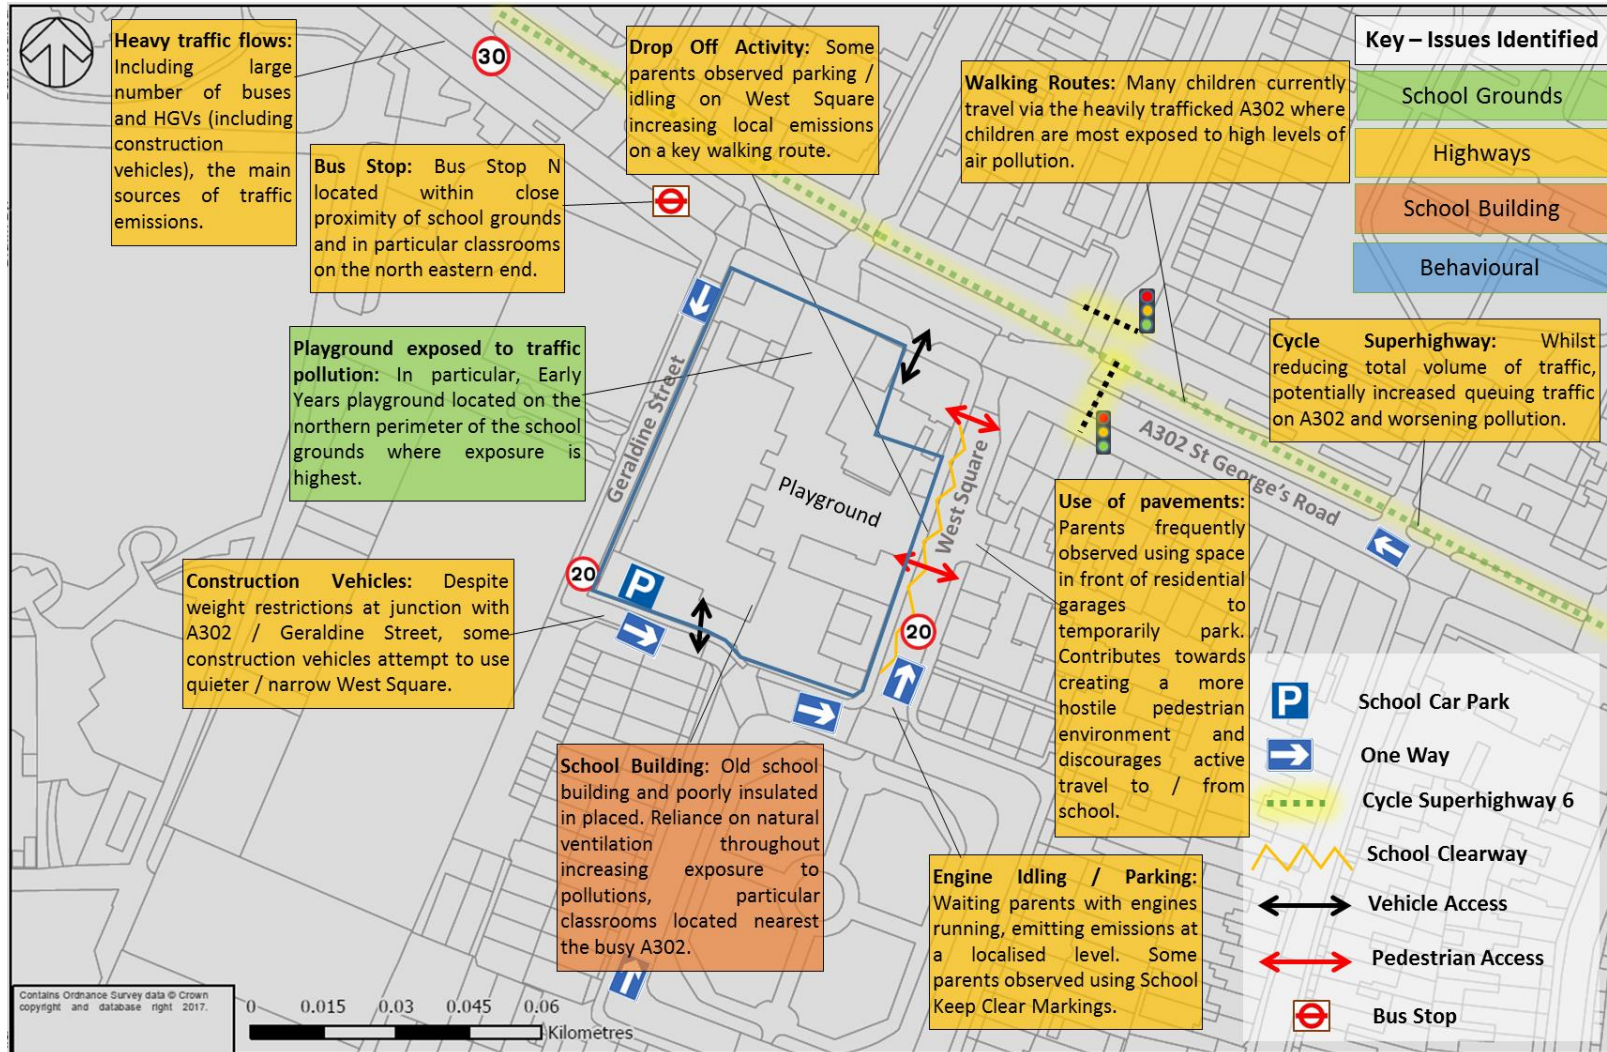 Heavy traffic flows:
Including large
number of buses
and HGVs (including
construction
vehicles), the main
sources of traffic
emissions.
30
Bus Stop: Bus Stop N
located within close
proximity of school grounds
and in particular classrooms
on the north eastern end.
Drop Off Activity: Some
parents observed parking /
idling on West Square
increasing local emissions
on a key walking route.
Walking Routes: Many children currently
travel via the heavily trafficked A302 where
children are most exposed to high levels of
air pollution.
Key – Issues Identified
School Grounds
Highways
School Building
Behavioural
Playground exposed to traffic
pollution: In particular, Early
Years playground located on the
northern perimeter of the school
grounds where exposure is
highest.
Cycle Superhighway: Whilst
reducing total volume of traffic,
potentially increased queuing traffic
on A302 and worsening pollution.
Geraldine Street
Playground
West Square
A302 St George's Road
Construction Vehicles: Despite
weight restrictions at junction with
A302 / Geraldine Street, some
construction vehicles attempt to use
quieter / narrow West Square.
20
P
20
Use of pavements:
Parents frequently
observed using space
in front of residential
garages to
temporarily park.
Contributes towards
creating a more
hostile pedestrian
environment and
discourages active
travel to / from
school.
School Building: Old school
building and poorly insulated
in placed. Reliance on natural
ventilation throughout
increasing exposure to
pollutions, particular
classrooms located nearest
the busy A302.
Engine Idling / Parking:
Waiting parents with engines
running, emitting emissions at
a localised level. Some
parents observed using School
Keep Clear Markings.
P School Car Park
One Way
Cycle Superhighway 6
School Clearway
Vehicle Access
Pedestrian Access
Bus Stop
Contains Ordnance Survey data © Crown
copyright and database right 2017.
0 0.015 0.03 0.045 0.06
Kilometres